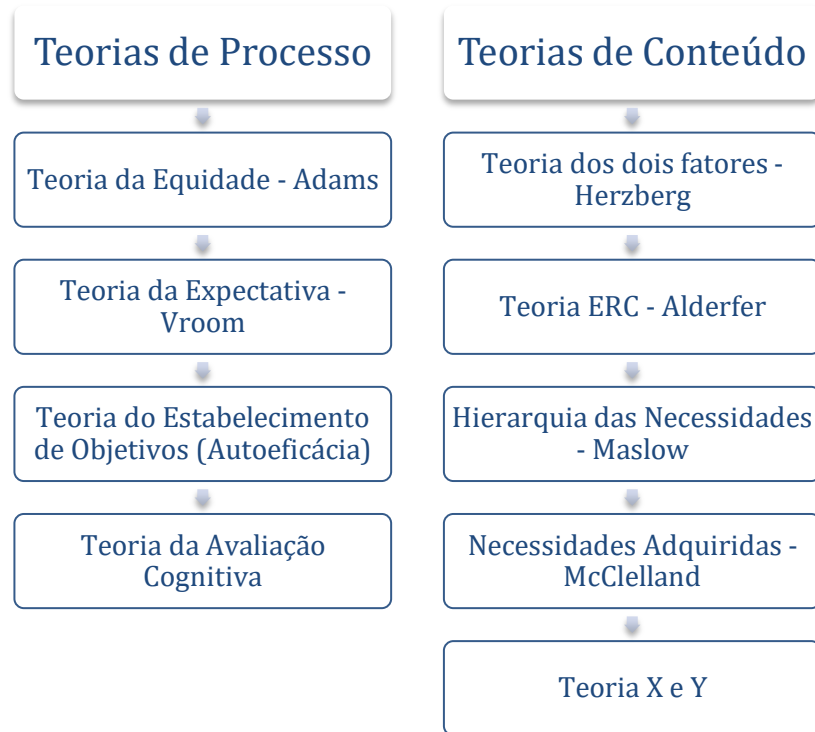 Teorias de Processo
Teoria da Equidade - Adams
Teoria da Expectativa -
Vroom
Teoria do Estabelecimento
de Objetivos (Autoeficácia)
Teoria da Avaliação
Cognitiva
Teorias de Conteúdo
Teoria dos dois fatores -
Herzberg
Teoria ERC - Alderfer
Hierarquia das Necessidades
- Maslow
Necessidades Adquiridas -
McClelland
Teoria X e Y